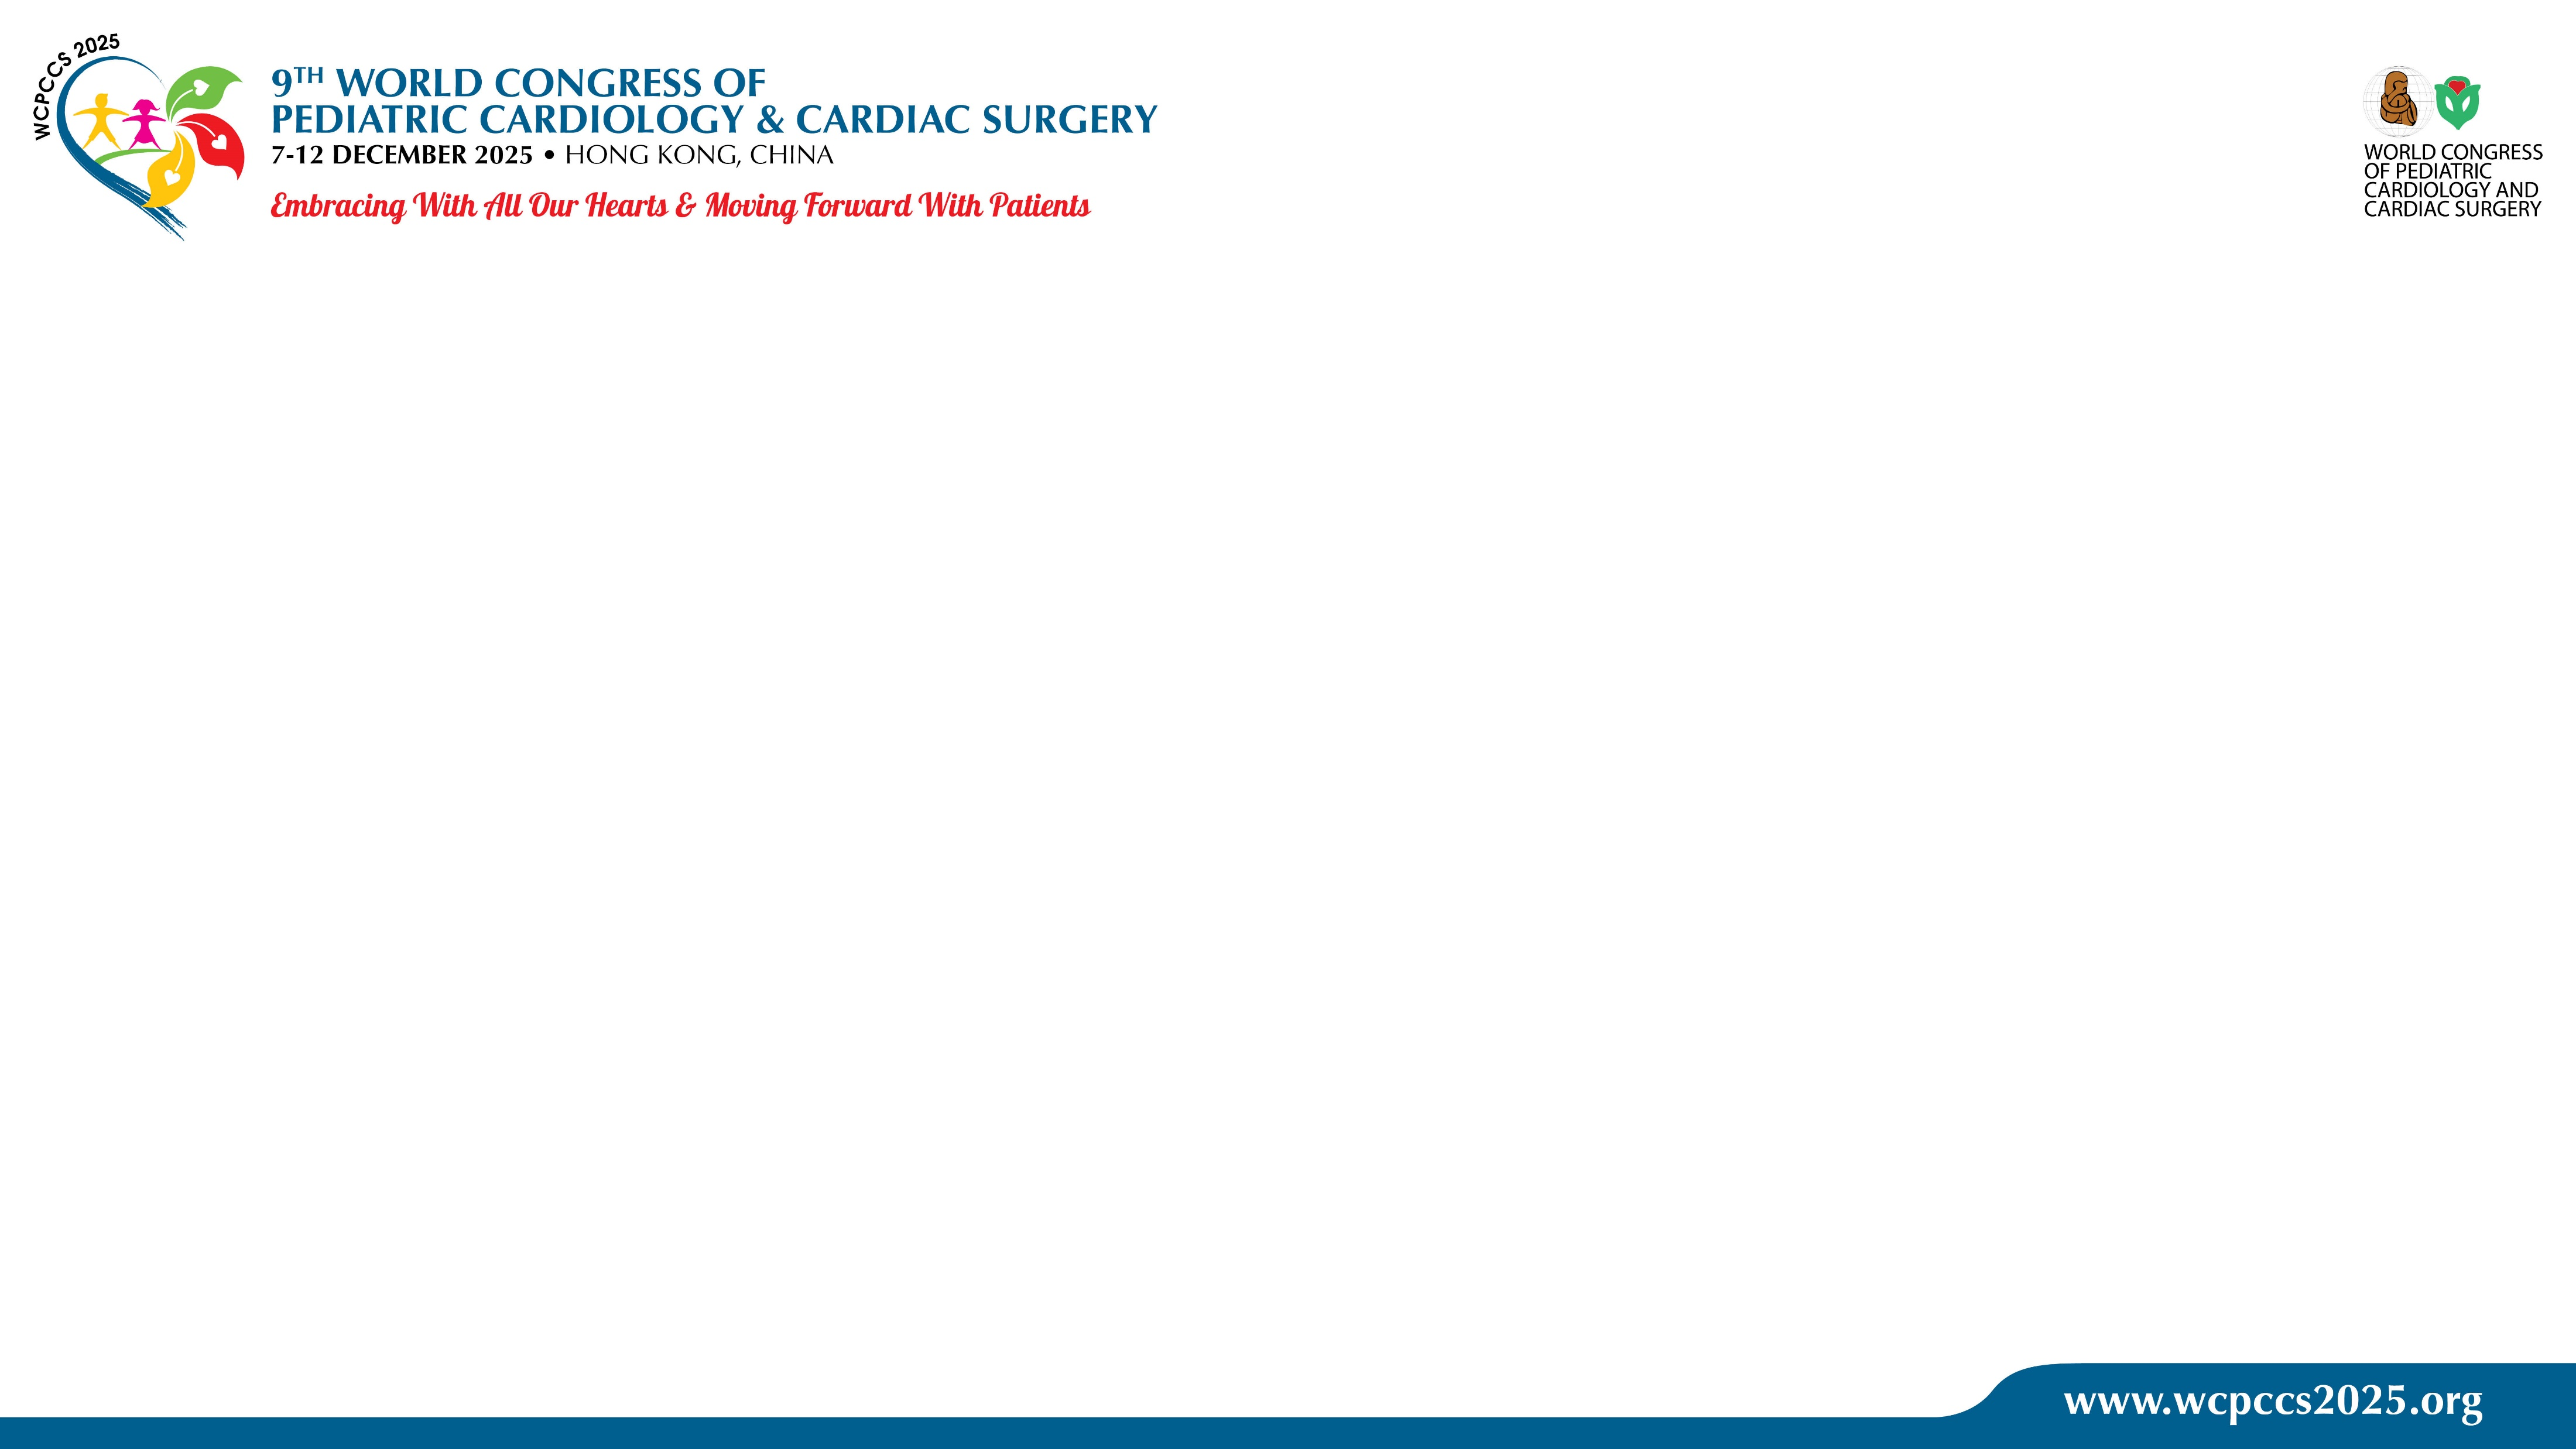 WCPCCS 2025
9TH WORLD CONGRESS OF
PEDIATRIC CARDIOLOGY & CARDIAC SURGERY
7-12 DECEMBER 2025 • HONG KONG, CHINA
Embracing With All Our Hearts & Moving Forward With Patients
WORLD CONGRESS
OF PEDIATRIC
CARDIOLOGY AND
CARDIAC SURGERY
www.wcpccs2025.org